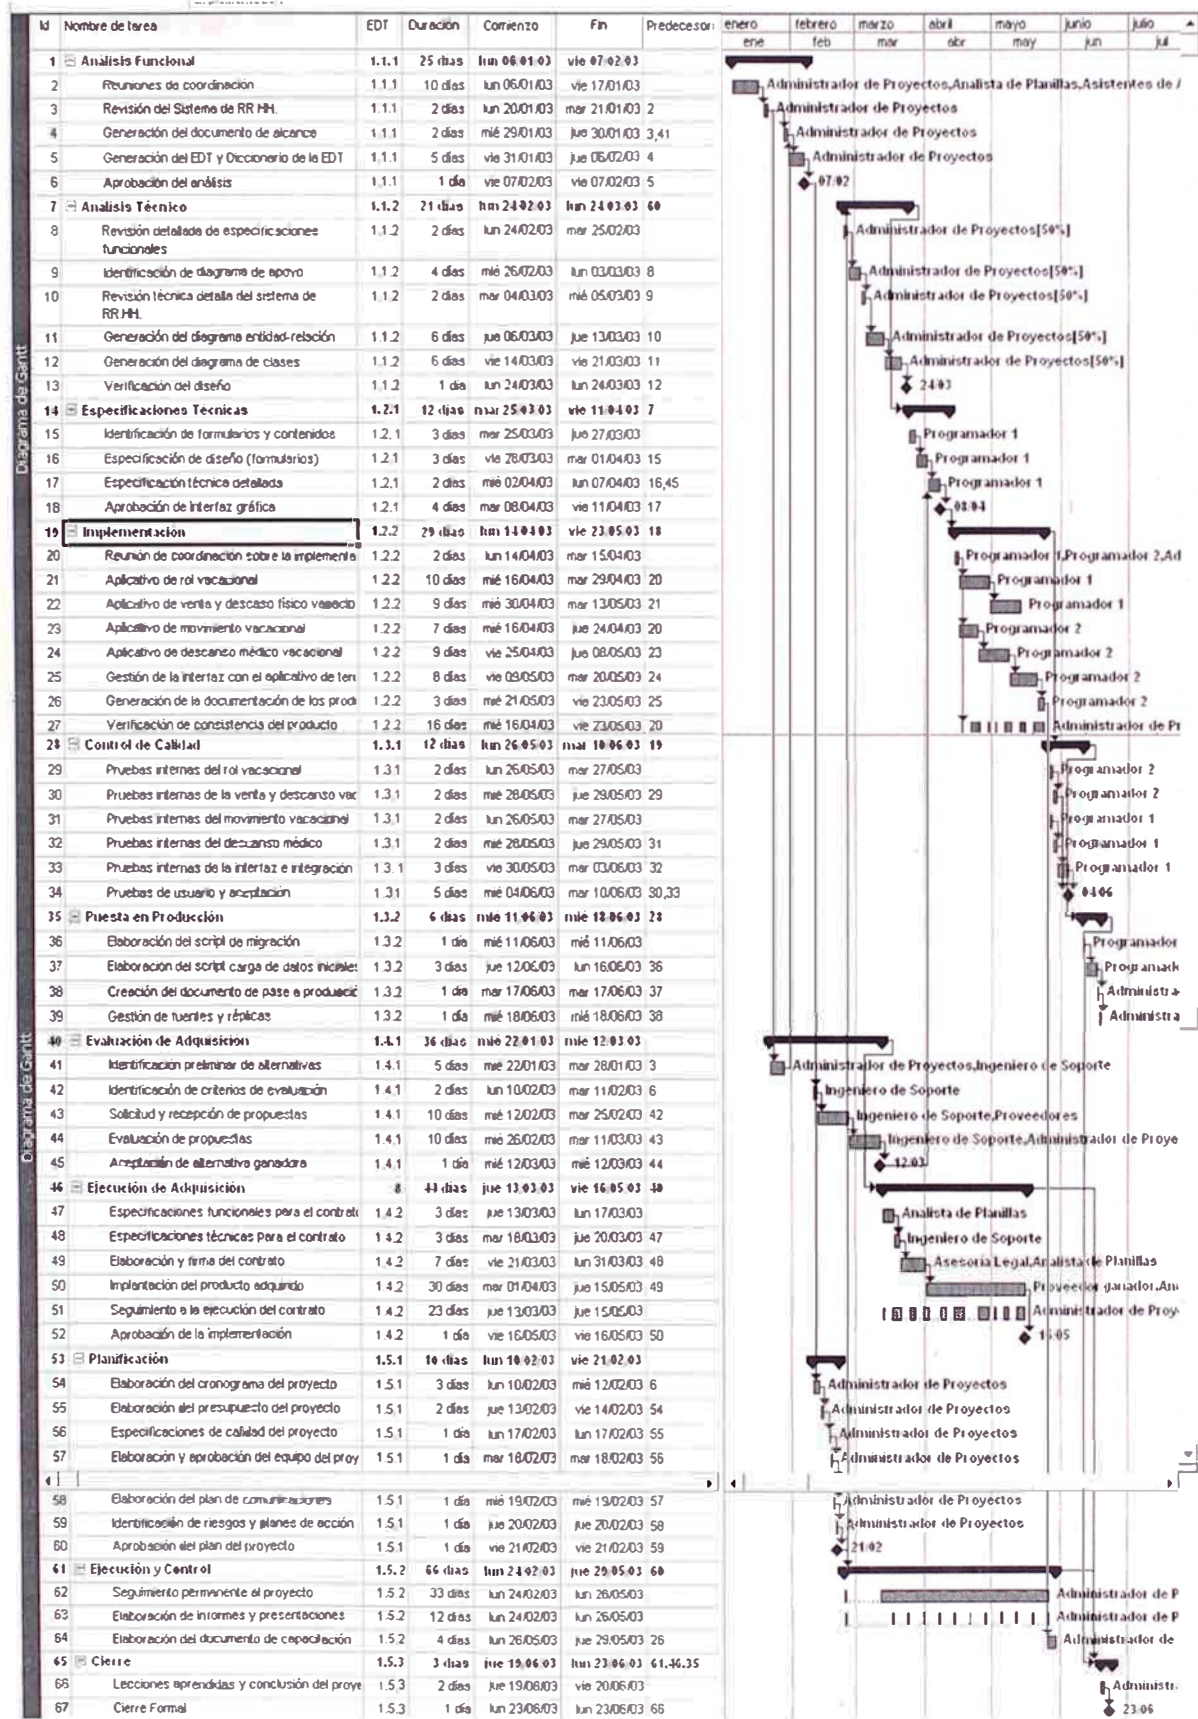 Id Nombre de tarea EDT Duración Comienzo Fin Predecesor: enero febrero marzo abril mayo junio julio
ene feb mar abr may jun jul
1 Análisis Funcional 1.1.1 25 días lun 06/01/03 vie 07/02/03
2 Reuniones de coordinación 1.1.1 10 días lun 06/01/03 vie 17/01/03 Administrador de Proyectos,Analista de Planillas,Asistentes de
3 Revisión del Sistema de RR HH. 1.1.1 2 días lun 20/01/03 mar 21/01/03 2 Administrador de Proyectos
4 Generación del documento de alcance 1.1.1 2 días mié 29/01/03 jue 30/01/03 3,41 Administrador de Proyectos
5 Generación del EDT y Diccionario de la EDT 1.1.1 5 días vie 31/01/03 jue 06/02/03 4 Administrador de Proyectos
6 Aprobación del análisis 1.1.1 1 día vie 07/02/03 vie 07/02/03 5 07/02
7 Análisis Técnico 1.1.2 21 días lun 24/02/03 lun 24/03/03 60
8 Revisión detallada de especificaciones funcionales 1.1.2 2 días lun 24/02/03 mar 25/02/03 Administrador de Proyectos[50%]
9 Identificación de diagrama de apoyo 1.1.2 4 días mié 26/02/03 lun 03/03/03 8 Administrador de Proyectos[50%]
10 Revisión técnica detalla del sistema de RR.HH. 1.1.2 2 días mar 04/03/03 mié 05/03/03 9 Administrador de Proyectos[50%]
11 Generación del diagrama entidad-relación 1.1.2 6 días jue 06/03/03 jue 13/03/03 10 Administrador de Proyectos[50%]
12 Generación del diagrama de clases 1.1.2 6 días vie 14/03/03 vie 21/03/03 11 Administrador de Proyectos[50%]
13 Verificación del diseño 1.1.2 1 día lun 24/03/03 lun 24/03/03 12 24/03
14 Especificaciones Técnicas 1.2.1 12 días mar 25/03/03 vie 11/04/03 7
15 Identificación de formularios y contenidos 1.2.1 3 días mar 25/03/03 jue 27/03/03 Programador 1
16 Especificación de diseño (formularios) 1.2.1 3 días vie 28/03/03 mar 01/04/03 15 Programador 1
17 Especificación técnica detallada 1.2.1 2 días mié 02/04/03 lun 07/04/03 16,45 Programador 1
18 Aprobación de interfaz gráfica 1.2.1 4 días mar 08/04/03 vie 11/04/03 17 08/04
19 Implementación 1.2.2 29 días lun 14/04/03 vie 23/05/03 18
20 Reunión de coordinación sobre la implementa 1.2.2 2 días lun 14/04/03 mar 15/04/03 Programador 1,Programador 2,Ad
21 Aplicativo de rol vacacional 1.2.2 10 días mié 16/04/03 mar 29/04/03 20 Programador 1
22 Aplicativo de venta y descaso físico vacacio 1.2.2 9 días mié 30/04/03 mar 13/05/03 21 Programador 1
23 Aplicativo de movimiento vacacional 1.2.2 7 días mié 16/04/03 jue 24/04/03 20 Programador 2
24 Aplicativo de descanso médico vacacional 1.2.2 9 días vie 25/04/03 jue 08/05/03 23 Programador 2
25 Gestión de la interfaz con el aplicativo de 1.2.2 8 días vie 09/05/03 mar 20/05/03 24 Programador 2
26 Generación de la documentación de los prod 1.2.2 3 días mié 21/05/03 vie 23/05/03 25 Programador 2
27 Verificación de consistencia del producto 1.2.2 16 días mié 16/04/03 vie 23/05/03 20 Administrador de Pr
28 Control de Calidad 1.3.1 12 días lun 26/05/03 mar 10/06/03 19
29 Pruebas internas del rol vacacional 1.3.1 2 días lun 26/05/03 mar 27/05/03 Programador 2
30 Pruebas internas de la venta y descanso vac 1.3.1 2 días mié 28/05/03 jue 29/05/03 29 Programador 2
31 Pruebas internas del movimiento vacacional 1.3.1 2 días lun 26/05/03 mar 27/05/03 Programador 1
32 Pruebas internas del descanso médico 1.3.1 2 días mié 28/05/03 jue 29/05/03 31 Programador 1
33 Pruebas internas de la interfaz e integración 1.3.1 3 días vie 30/05/03 mar 03/06/03 32 Programador 1
34 Pruebas de usuario y aceptación 1.31 5 días mié 04/06/03 mar 10/06/03 30,33 04/06
35 Puesta en Producción 1.3.2 6 días mié 11/06/03 mié 18/06/03 28
36 Elaboración del script de migración 1.3.2 1 día mié 11/06/03 mié 11/06/03 Programador
37 Elaboración del script carga de datos iniciales 1.3.2 3 días jue 12/06/03 lun 16/06/03 36 Programad
38 Creación del documento de pase a producció 1.3.2 1 día mar 17/06/03 mar 17/06/03 37 Administra
39 Gestión de fuentes y réplicas 1.3.2 1 día mié 18/06/03 mié 18/06/03 38 Administra
40 Evaluación de Adquisición 1.4.1 36 días mié 22/01/03 mié 12/03/03
41 Identificación preliminar de alternativas 1.4.1 5 días mié 22/01/03 mar 28/01/03 3 Administrador de Proyectos,Ingeniero de Soporte
42 Identificación de criterios de evaluación 1.4.1 2 días lun 10/02/03 mar 11/02/03 6 Ingeniero de Soporte
43 Solicitud y recepción de propuestas 1.4.1 10 días mié 12/02/03 mar 25/02/03 42 Ingeniero de Soporte,Proveedores
44 Evaluación de propuestas 1.4.1 10 días mié 26/02/03 mar 11/03/03 43 Ingeniero de Soporte,Administrador de Proye
45 Aceptación de alternativa ganadora 1.4.1 1 día mié 12/03/03 mié 12/03/03 44 12/03
46 Ejecución de Adquisición 8 44 días jue 13/03/03 vie 16/05/03 40
47 Especificaciones funcionales para el contrato 1.4.2 3 días jue 13/03/03 lun 17/03/03 Analista de Planillas
48 Especificaciones técnicas Para el contrato 1.4.2 3 días mar 18/03/03 jue 20/03/03 47 Ingeniero de Soporte
49 Elaboración y firma del contrato 1.4.2 7 días vie 21/03/03 lun 31/03/03 48 Asesoria Legal,Analista de Planillas
50 Implantación del producto adquirido 1.4.2 30 días mar 01/04/03 jue 15/05/03 49 Proveedor ganador,Ana
51 Seguimiento a la ejecución del contrato 1.4.2 23 días jue 13/03/03 jue 15/05/03 Administrador de Proy
52 Aprobación de la implementación 1.4.2 1 día vie 16/05/03 vie 16/05/03 50 16/05
53 Planificación 1.5.1 10 días lun 10/02/03 vie 21/02/03
54 Elaboración del cronograma del proyecto 1.5.1 3 días lun 10/02/03 mié 12/02/03 6 Administrador de Proyectos
55 Elaboración del presupuesto del proyecto 1.5.1 2 días jue 13/02/03 vie 14/02/03 54 Administrador de Proyectos
56 Especificaciones de calidad del proyecto 1.5.1 1 día lun 17/02/03 lun 17/02/03 55 Administrador de Proyectos
57 Elaboración y aprobación del equipo del proy 1.5.1 1 día mar 18/02/03 mar 18/02/03 56 Administrador de Proyectos
58 Elaboración del plan de comunicaciones 1.5.1 1 día mié 19/02/03 mié 19/02/03 57 Administrador de Proyectos
59 Identificación de riesgos y planes de acción 1.5.1 1 día jue 20/02/03 jue 20/02/03 58 Administrador de Proyectos
60 Aprobación del plan del proyecto 1.5.1 1 día vie 21/02/03 vie 21/02/03 59 21/02
61 Ejecución y Control 1.5.2 66 días lun 24/02/03 jue 29/05/03 60
62 Seguimiento permanente al proyecto 1.5.2 33 días lun 24/02/03 lun 26/05/03 Administrador de P
63 Elaboración de informes y presentaciones 1.5.2 12 días lun 24/02/03 lun 26/05/03 Administrador de P
64 Elaboración del documento de capacitación 1.5.2 4 días lun 26/05/03 jue 29/05/03 26 Administrador de
65 Cierre 1.5.3 3 días jue 19/06/03 lun 23/06/03 61,46,35
66 Lecciones aprendidas y conclusión del proye 1.5.3 2 días jue 19/06/03 vie 20/06/03 Administr
67 Cierre Formal 1.5.3 1 día lun 23/06/03 lun 23/06/03 66 23/06
Diagrama de Gantt
Diagrama de Gantt